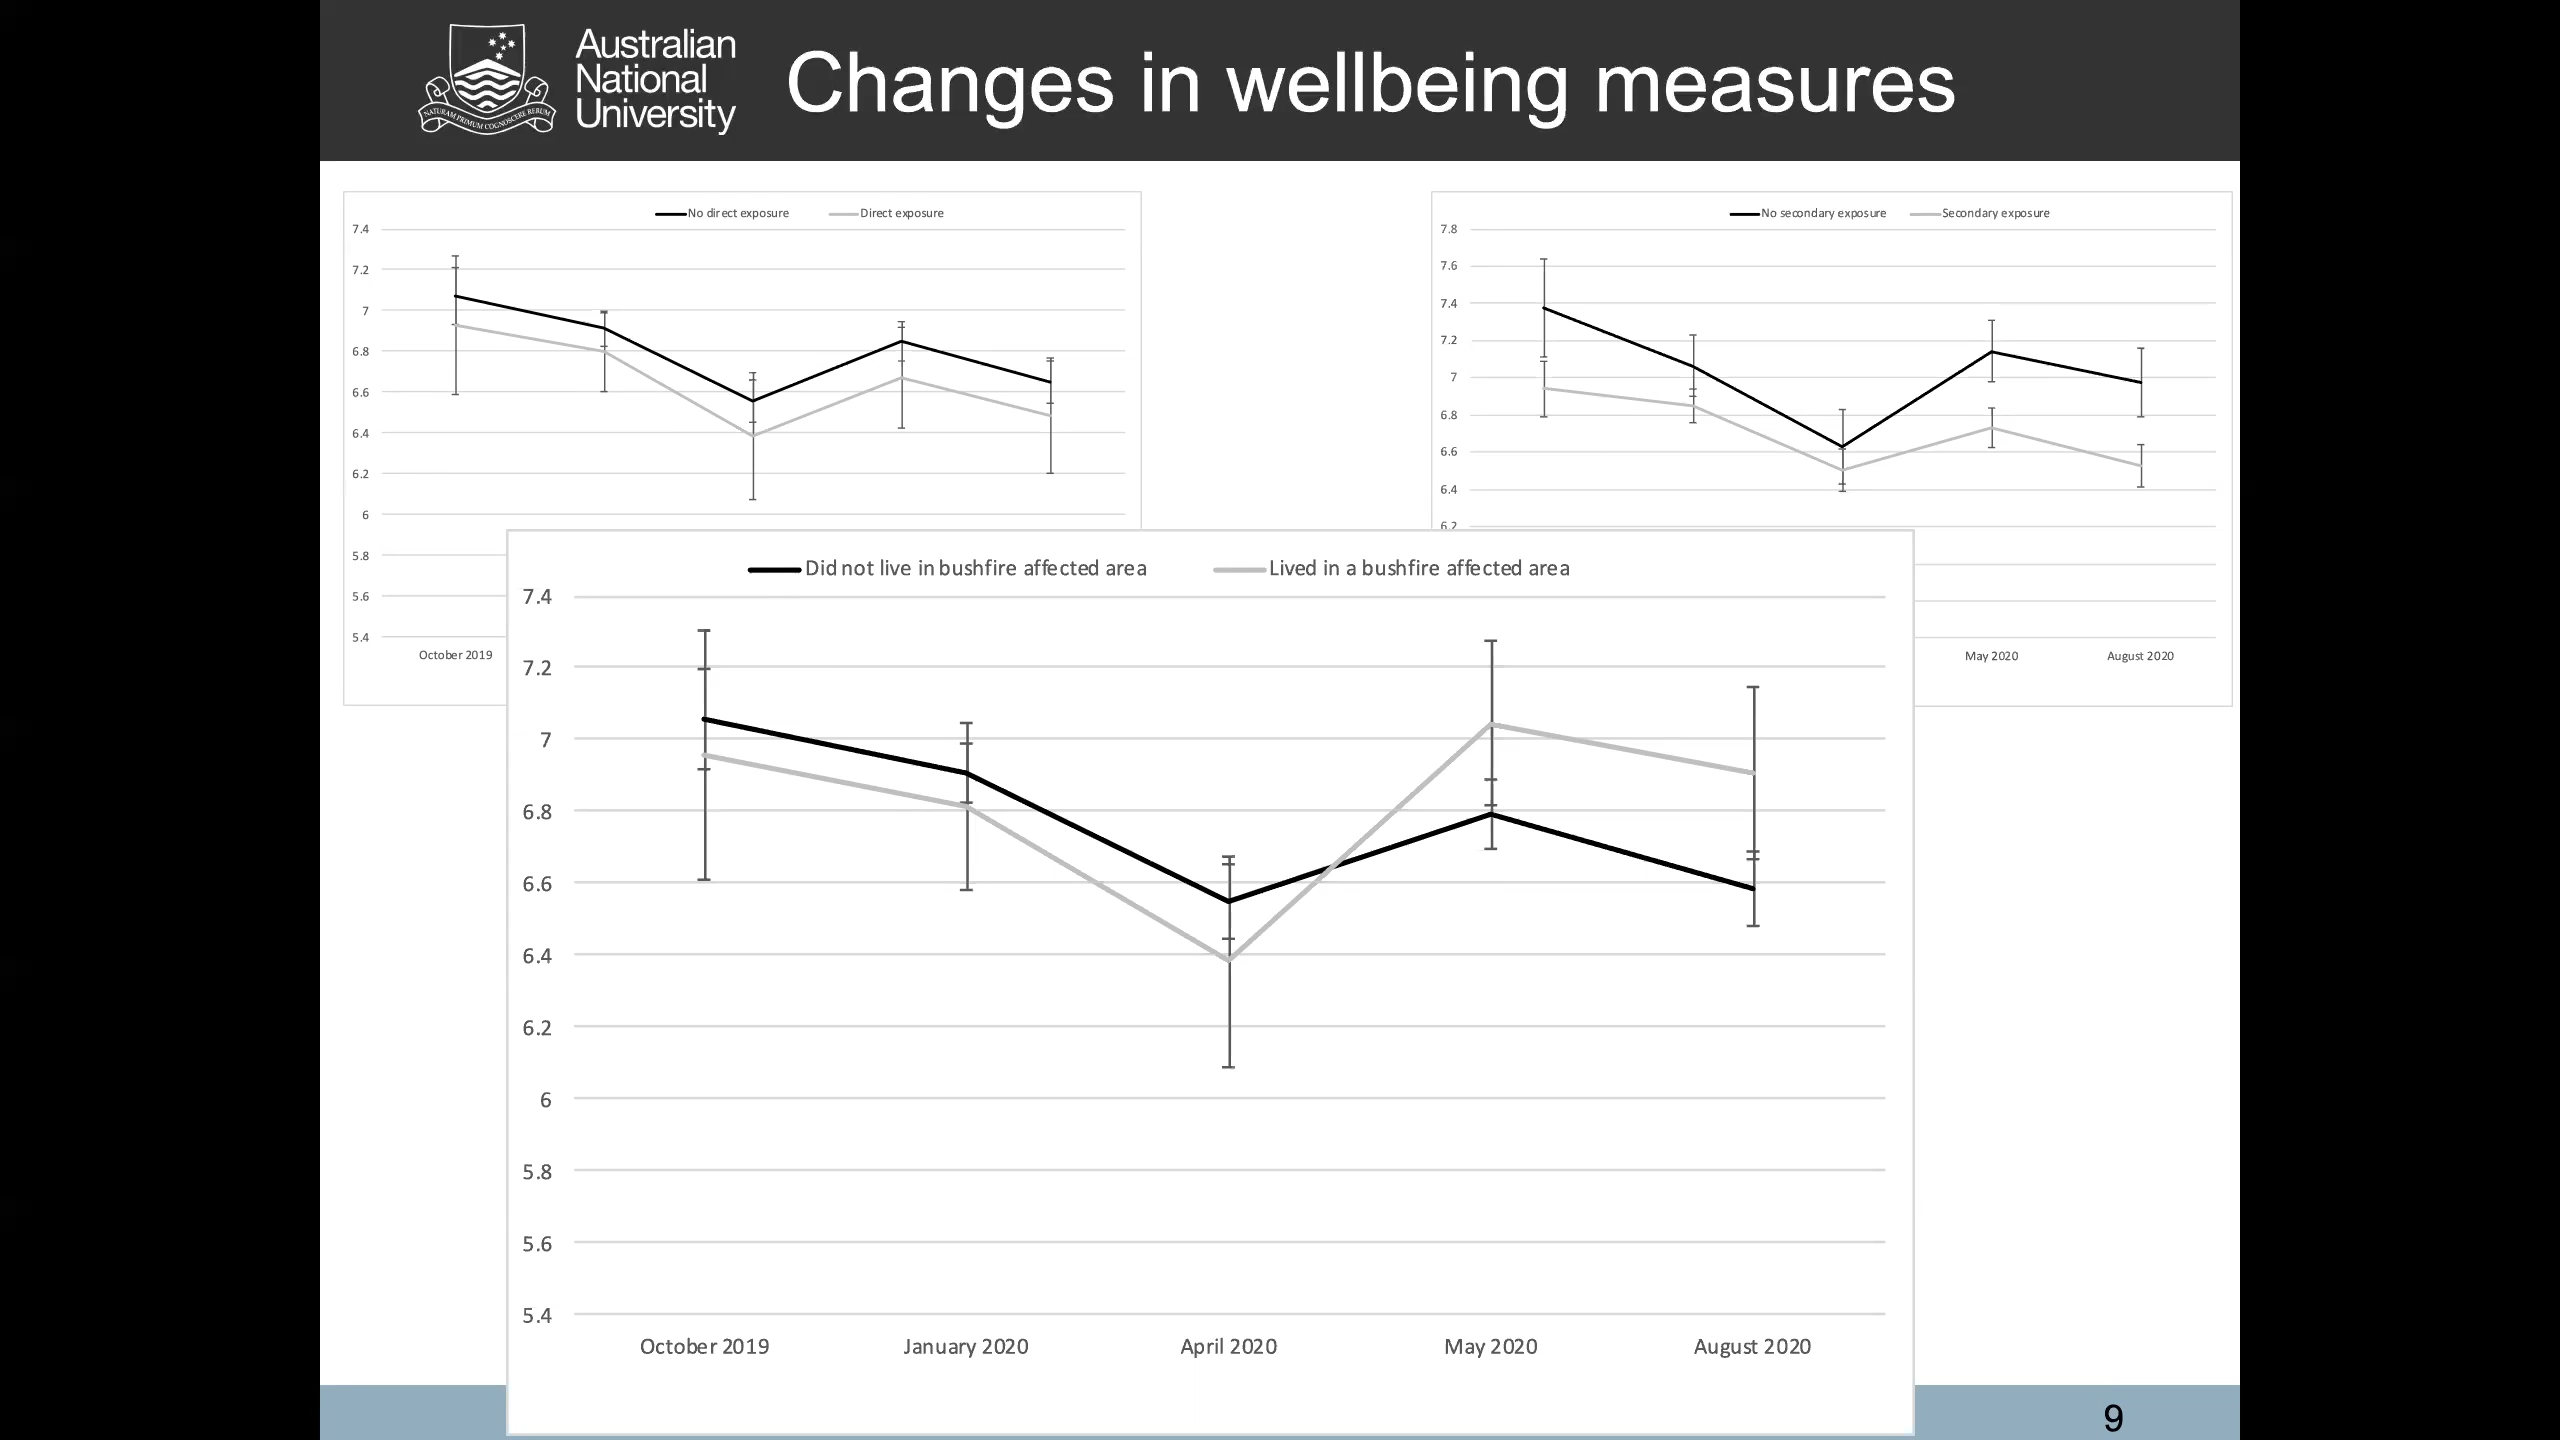 Australian
National
University
NATURAM PRIMUM COGNOSCERE RERUM
Changes in wellbeing measures
No direct exposure Direct exposure
7.4
7.2
7
6.8
6.6
6.4
6.2
6
5.8
5.6
5.4
October 2019
No secondary exposure Secondary exposure
7.8
7.6
7.4
7.2
7
6.8
6.6
6.4
6.2
May 2020 August 2020
Did not live in bushfire affected area Lived in a bushfire affected area
7.4
7.2
7
6.8
6.6
6.4
6.2
6
5.8
5.6
5.4
October 2019 January 2020 April 2020 May 2020 August 2020
9